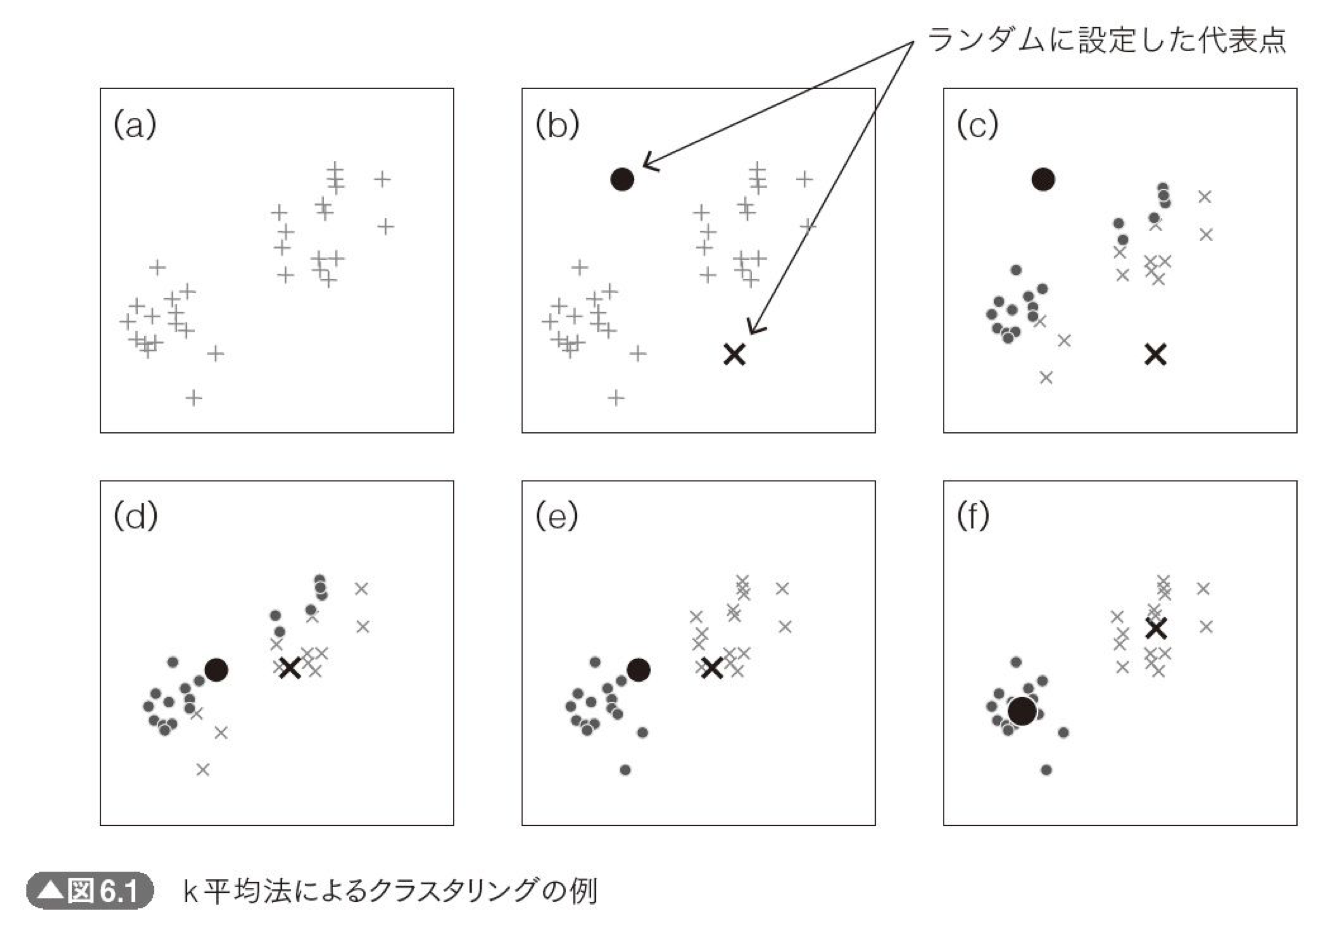 ランダムに設定した代表点
(a)
(b)
(c)
(d)
(e)
(f)
▲図6.1 k平均法によるクラスタリングの例